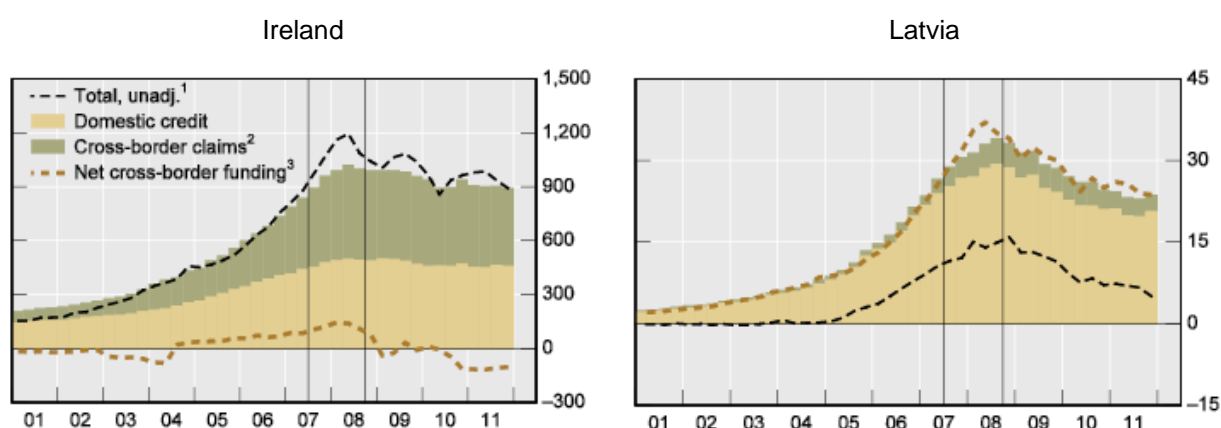 Ireland
Latvia
Total, unadj.1
Domestic credit
Cross-border claims2
Net cross-border funding3
1,500
1,200
900
600
300
0
–300
01 02 03 04 05 06 07 08 09 10 11
45
30
15
0
–15
01 02 03 04 05 06 07 08 09 10 11